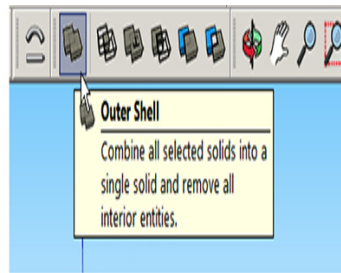 Outer Shell
Combine all selected solids into a
single solid and remove all
interior entities.